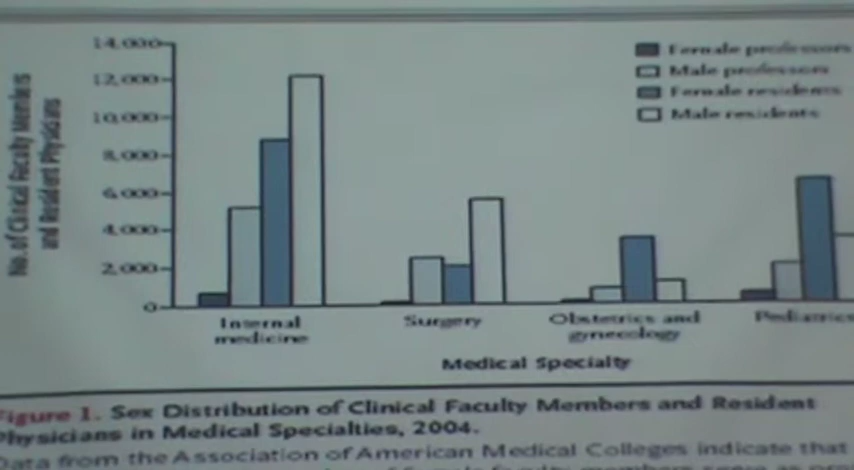 14,000
12,000
10,000
8,000
6,000
4,000
2,000
0
No. of Clinical Faculty Members
and Resident Physicians
Female professors
Male professors
Female residents
Male residents
Internal
medicine
Surgery
Obstetrics and
gynecology
Pediatrics
Medical Specialty
Figure 1. Sex Distribution of Clinical Faculty Members and Resident
Physicians in Medical Specialties, 2004.
Data from the Association of American Medical Colleges indicate that